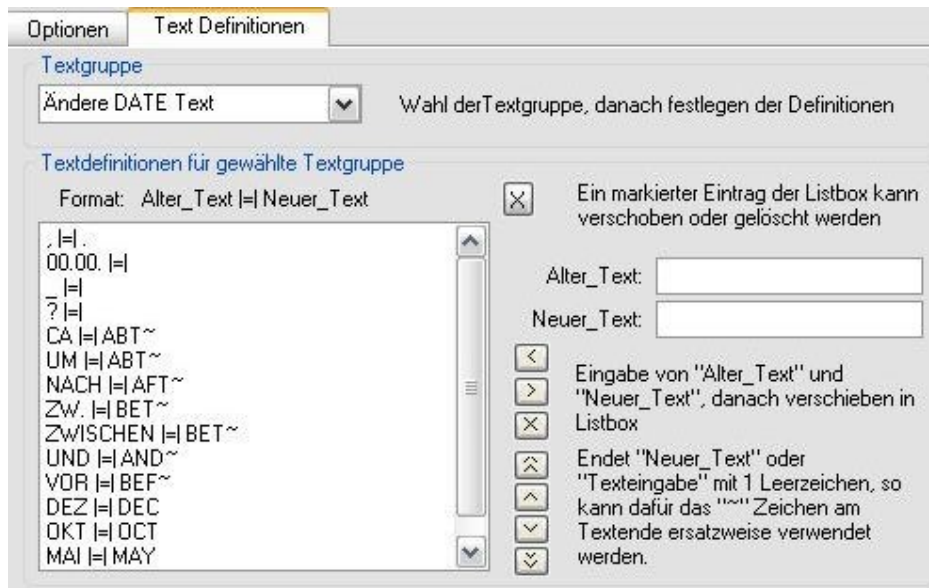 Optionen
Text Definitionen
Textgruppe
Ändere DATE Text
Wahl derTextgruppe, danach festlegen der Definitionen
Textdefinitionen für gewählte Textgruppe
Format: Alter_Text |=| Neuer_Text
, |=| .
00.00. |=|
_ |=|
? |=|
CA |=| ABT~
UM |=| ABT~
NACH |=| AFT~
ZW. |=| BET~
ZWISCHEN |=| BET~
UND |=| AND~
VOR |=| BEF~
DEZ |=| DEC
OKT |=| OCT
MAI |=| MAY
Ein markierter Eintrag der Listbox kann
verschoben oder gelöscht werden
Alter_Text:
Neuer_Text:
Eingabe von "Alter_Text" und
"Neuer_Text", danach verschieben in
Listbox
Endet "Neuer_Text" oder
"Texteingabe" mit 1 Leerzeichen, so
kann dafür das "~" Zeichen am
Textende ersatzweise verwendet
werden.